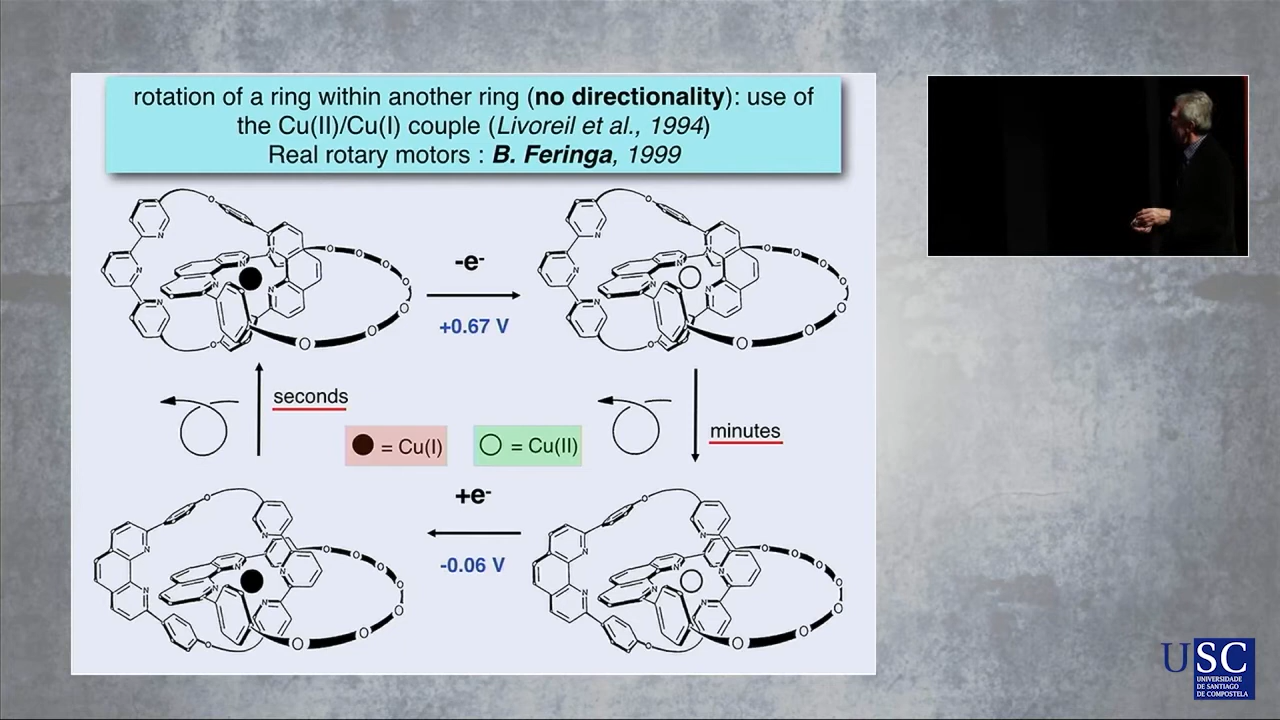 rotation of a ring within another ring (no directionality): use of
the Cu(II)/Cu(I) couple (Livoreil et al., 1994)
Real rotary motors : B. Feringa, 1999
-e-
+0.67 V
seconds
minutes
= Cu(I)
= Cu(II)
+e-
-0.06 V
USC
UNIVERSIDADE
DE SANTIAGO
DE COMPOSTELA